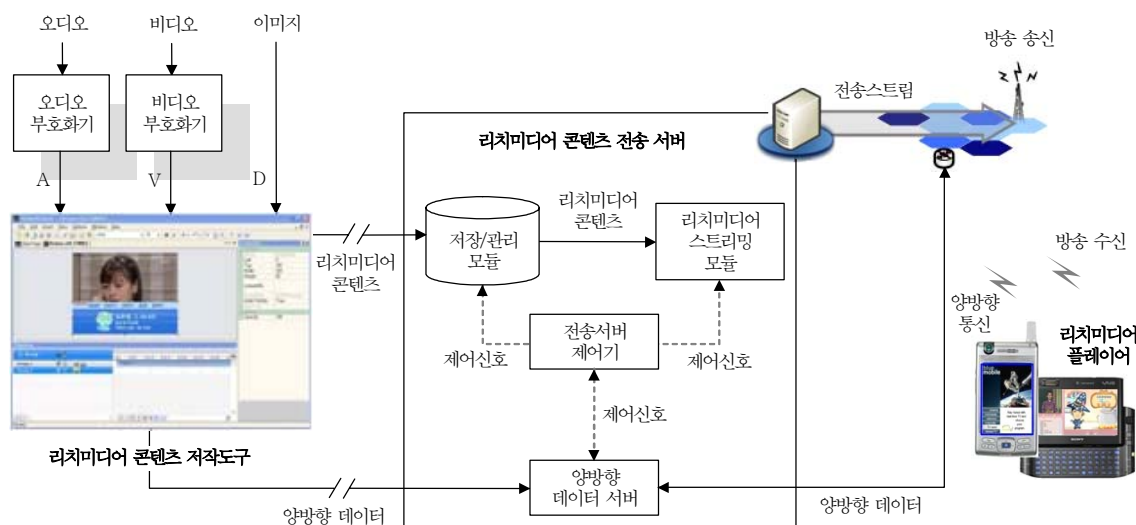 오디오
비디오
이미지
오디오
부호화기
비디오
부호화기
A
V
D
방송 송신
전송스트림
리치미디어 콘텐츠 전송 서버
리치미디어
콘텐츠
저장/관리
모듈
리치미디어
콘텐츠
리치미디어
스트리밍
모듈
방송 수신
양방향
통신
리치미디어
플레이어
제어신호
전송서버
제어기
제어신호
제어신호
리치미디어 콘텐츠 저작도구
양방향
데이터 서버
양방향 데이터
양방향 데이터